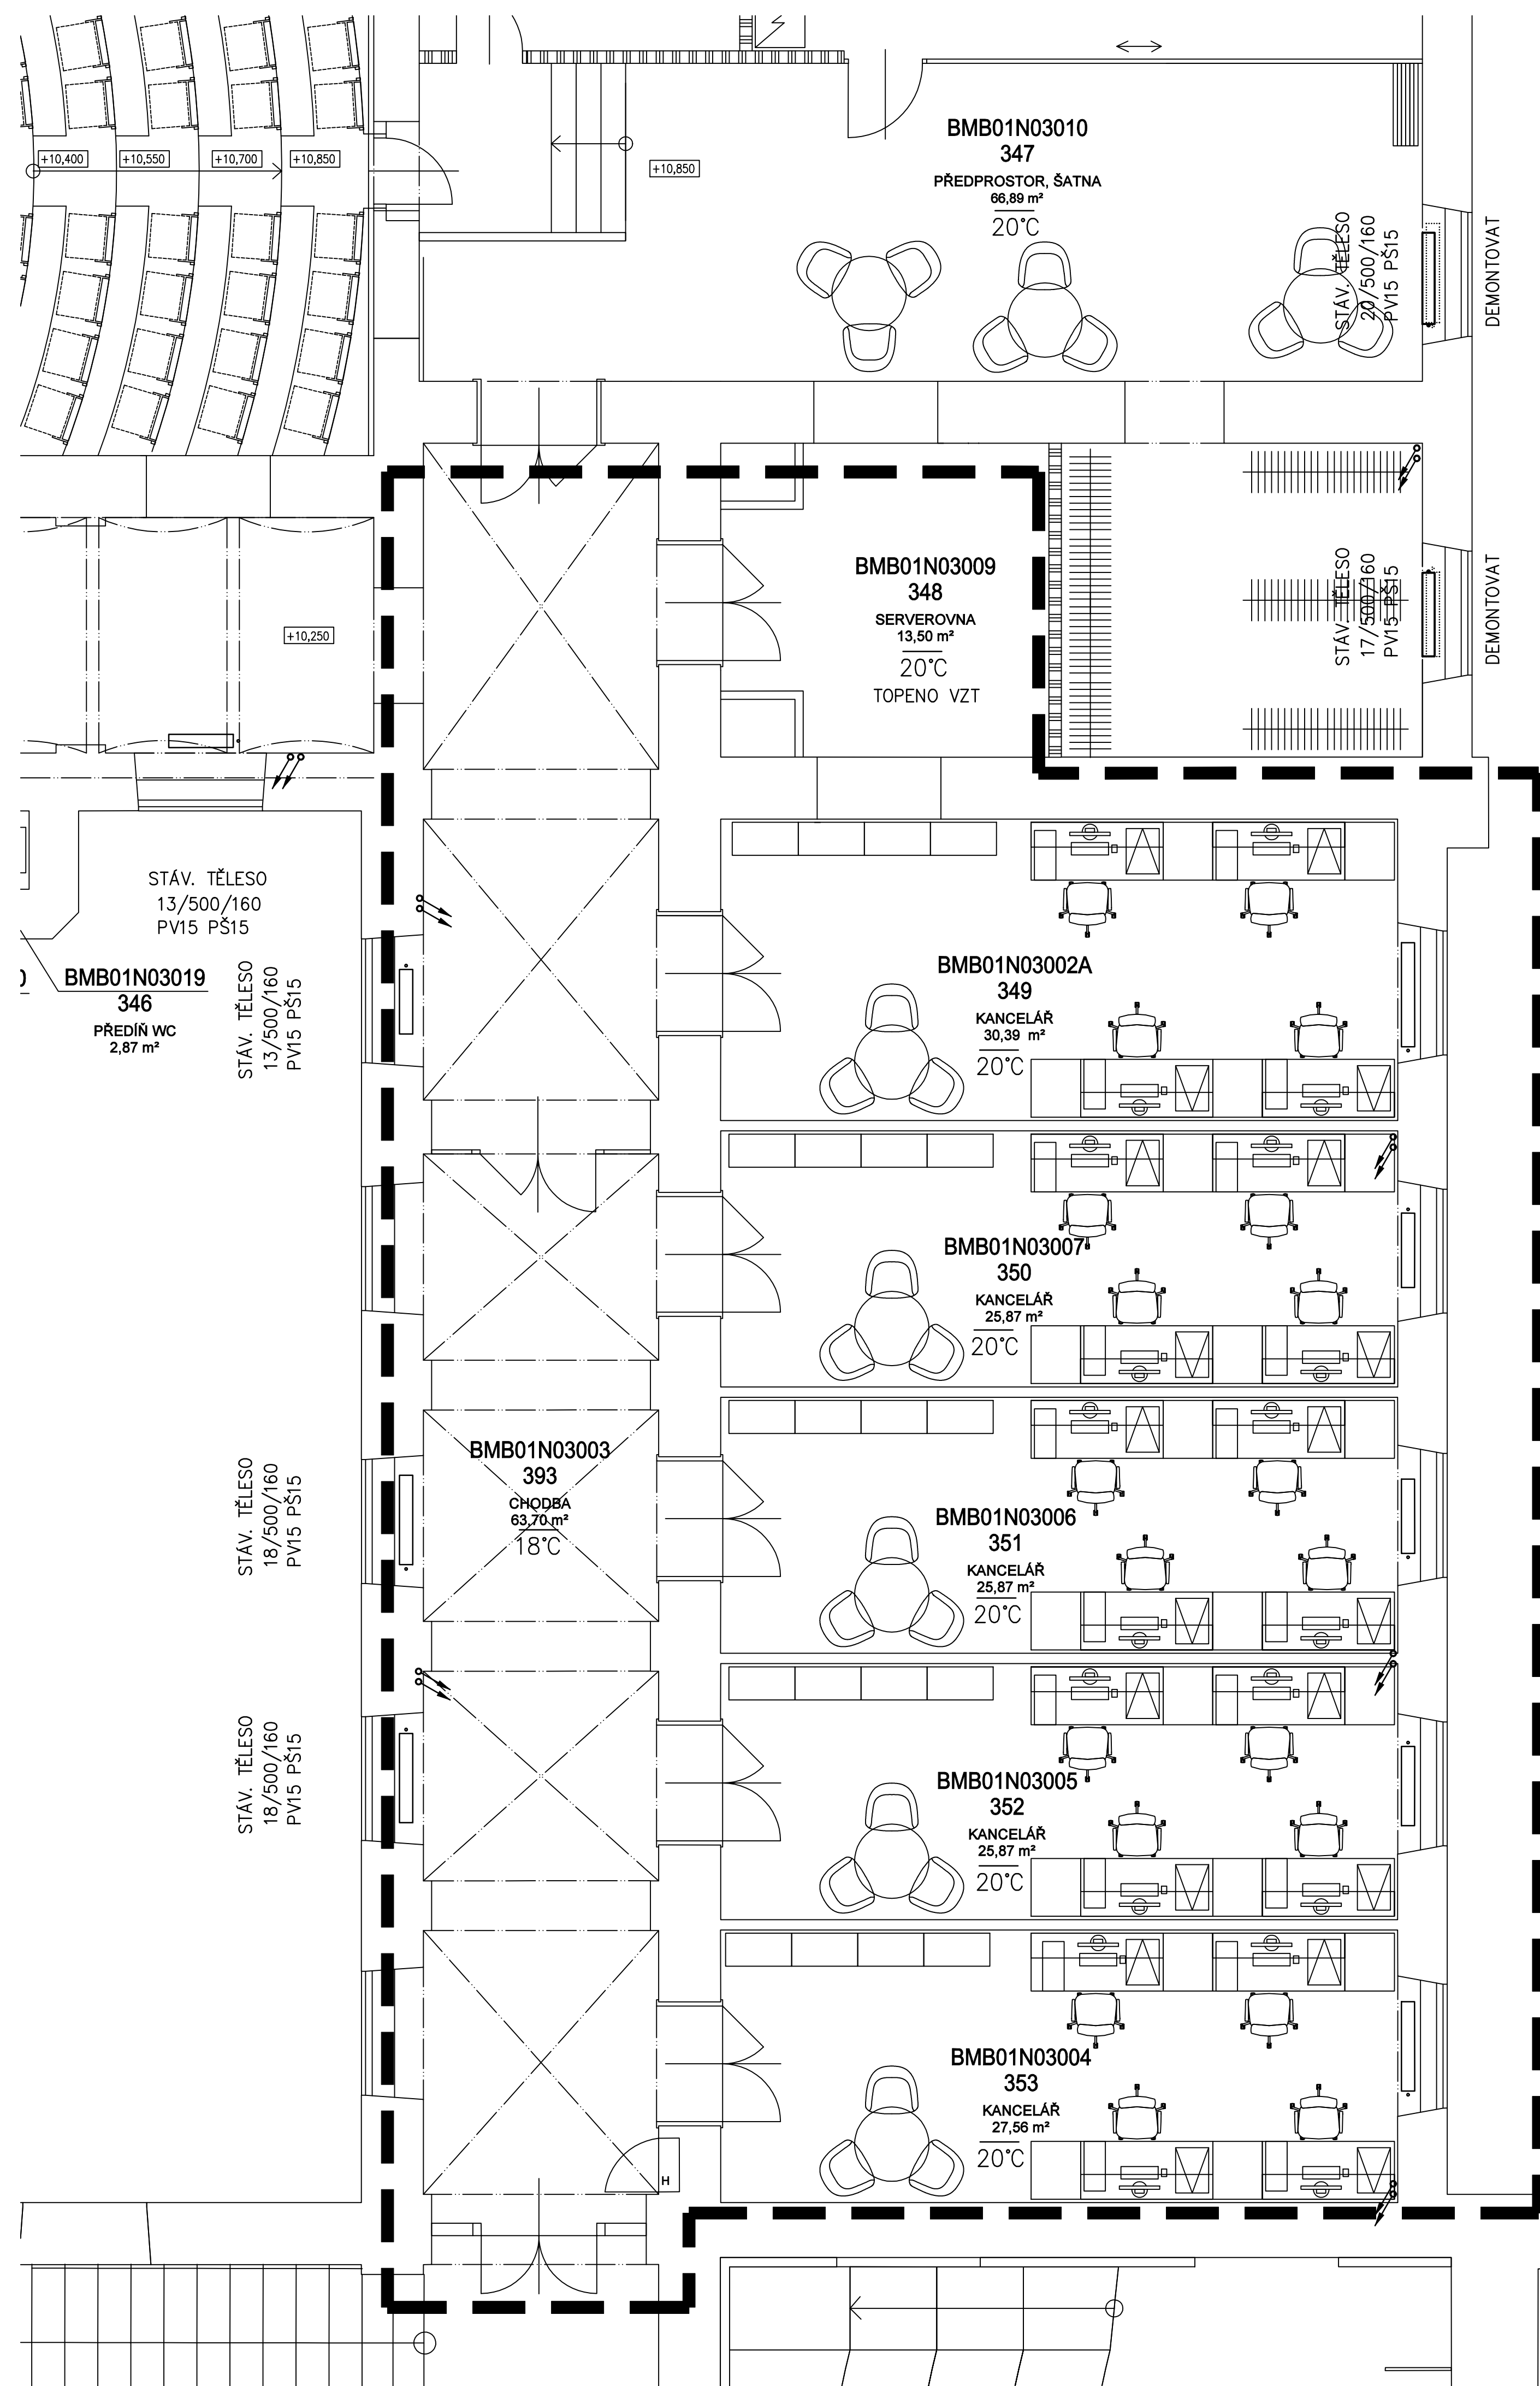 +10,400
+10,550
+10,700
+10,850
+10,850
BMB01N03010
347
PŘEDPROSTOR, ŠATNA
66,89 m²
20°C
STÁV. TĚLESO
20/500/160
PV15 PŠ15
DEMONTOVAT
BMB01N03009
348
SERVEROVNA
13,50 m²
20°C
TOPENO VZT
STÁV. TĚLESO
17/500/160
PV15 PŠ15
DEMONTOVAT
+10,250
STÁV. TĚLESO
13/500/160
PV15 PŠ15
BMB01N03019
346
PŘEDÍŇ WC
2,87 m²
STÁV. TĚLESO
13/500/160
PV15 PŠ15
BMB01N03002A
349
KANCELÁŘ
30,39 m²
20°C
BMB01N03007
350
KANCELÁŘ
25,87 m²
20°C
STÁV. TĚLESO
18/500/160
PV15 PŠ15
BMB01N03003
393
CHODBA
63,70 m²
18°C
BMB01N03006
351
KANCELÁŘ
25,87 m²
20°C
STÁV. TĚLESO
18/500/160
PV15 PŠ15
BMB01N03005
352
KANCELÁŘ
25,87 m²
20°C
BMB01N03004
353
KANCELÁŘ
27,56 m²
20°C
H